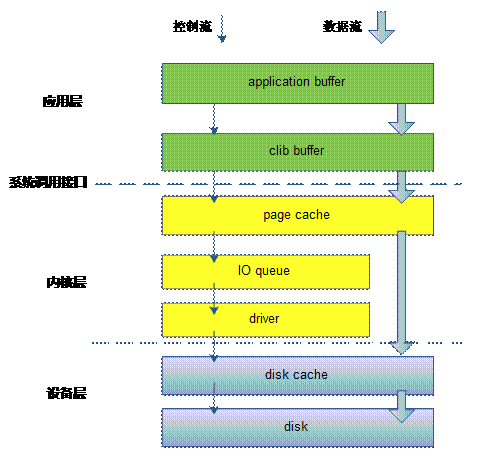 控制流 数据流
application buffer
应用层
clib buffer
系统调用接口
page cache
IO queue
内核层
driver
disk cache
设备层
disk